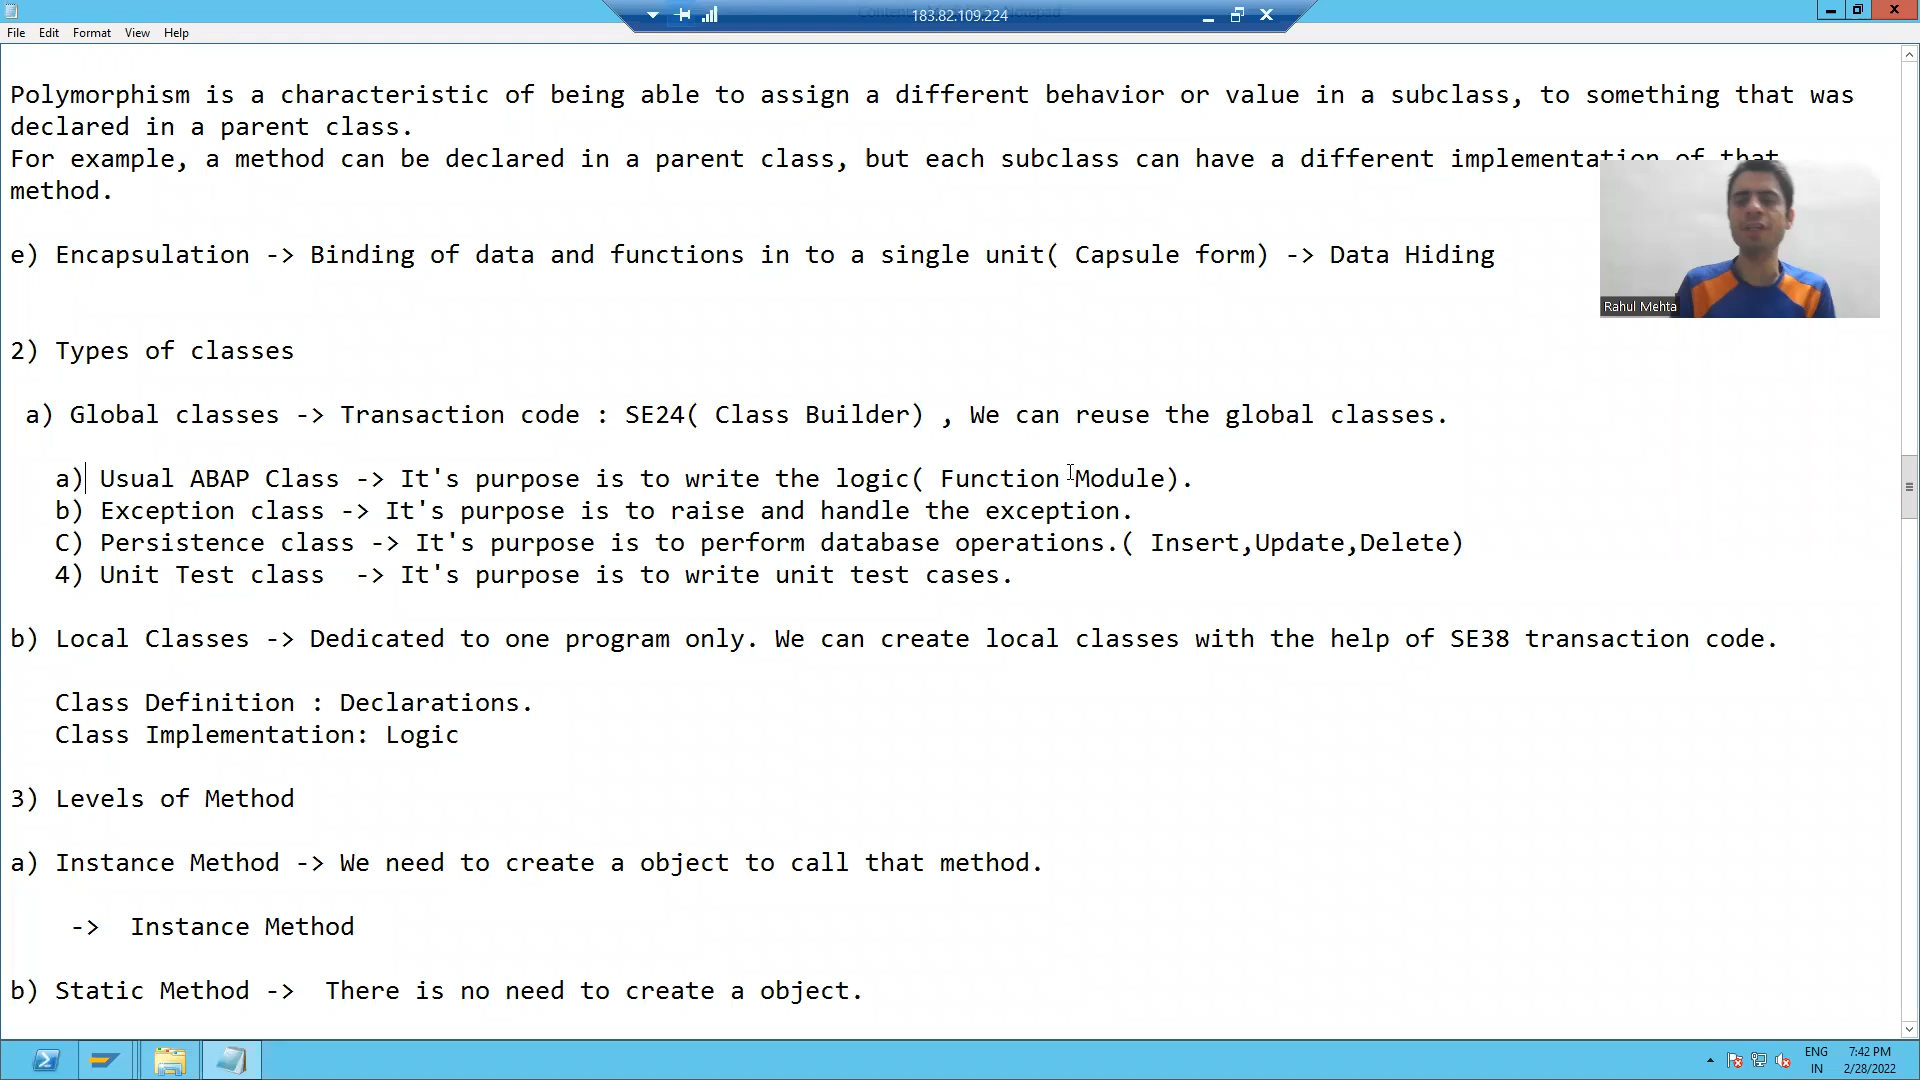 183.82.109.224
File Edit Format View Help
Polymorphism is a characteristic of being able to assign a different behavior or value in a subclass, to something that was
declared in a parent class.
For example, a method can be declared in a parent class, but each subclass can have a different implementation of that
method.
e) Encapsulation -> Binding of data and functions in to a single unit( Capsule form) -> Data Hiding
Rahul Mehta
2) Types of classes
a) Global classes -> Transaction code : SE24( Class Builder) , We can reuse the global classes.
a) Usual ABAP Class -> It's purpose is to write the logic( Function Module).
b) Exception class -> It's purpose is to raise and handle the exception.
C) Persistence class -> It's purpose is to perform database operations.( Insert,Update,Delete)
4) Unit Test class -> It's purpose is to write unit test cases.
b) Local Classes -> Dedicated to one program only. We can create local classes with the help of SE38 transaction code.
Class Definition : Declarations.
Class Implementation: Logic
3) Levels of Method
a) Instance Method -> We need to create a object to call that method.
-> Instance Method
b) Static Method -> There is no need to create a object.
ENG 7:42 PM
IN 2/28/2022